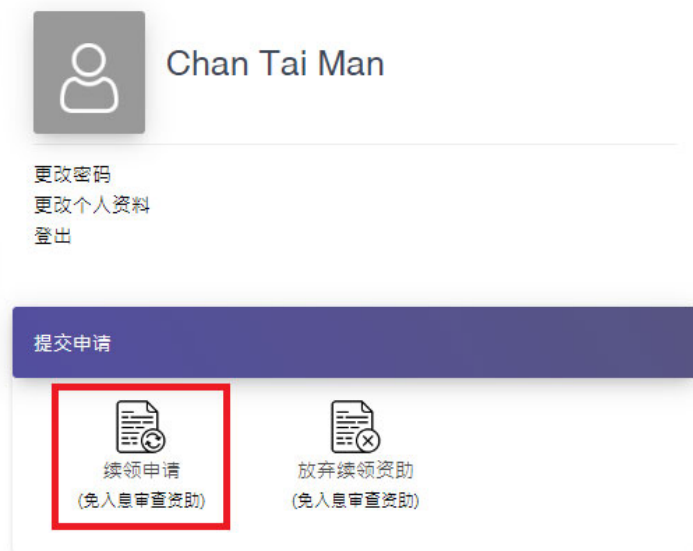 Chan Tai Man
更改密码
更改个人资料
登出
提交申请
续领申请
(免入息审查资助)
放弃续领资助
(免入息审查资助)